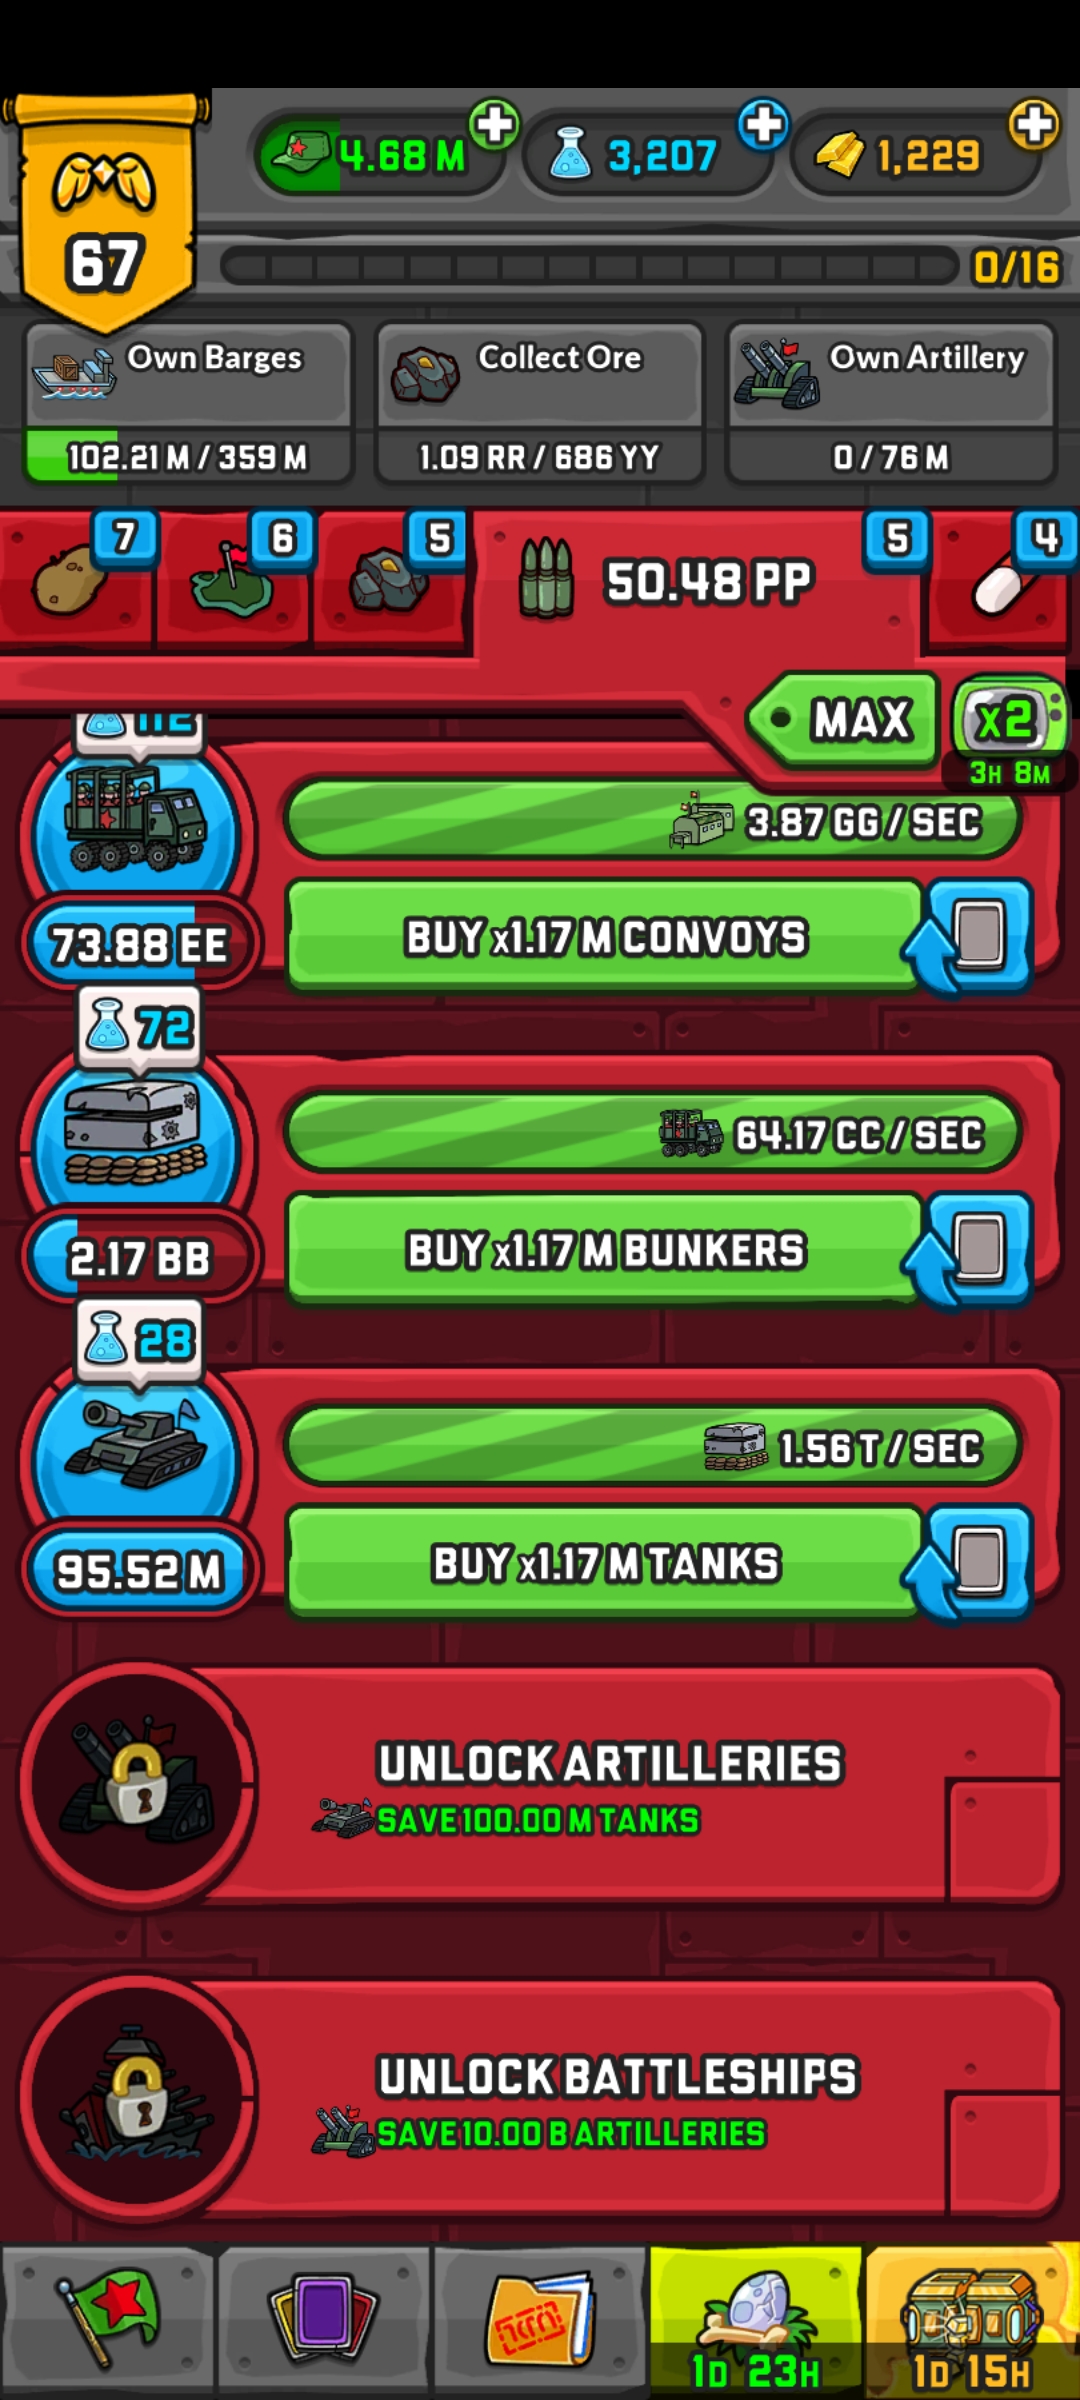 4.68 M
3,207
1,229
67
0/16
Own Barges
102.21 M / 359 M
Collect Ore
1.09 RR / 686 YY
Own Artillery
0 / 76 M
7
6
5
50.48 PP
5
4
MAX
x2
3H 8M
112
3.87 GG / SEC
73.88 EE
BUY x1.17 M CONVOYS
72
64.17 CC / SEC
2.17 BB
BUY x1.17 M BUNKERS
28
1.56 T / SEC
95.52 M
BUY x1.17 M TANKS
UNLOCK ARTILLERIES
SAVE 100.00 M TANKS
UNLOCK BATTLESHIPS
SAVE 10.00 B ARTILLERIES
1D 23H
1D 15H